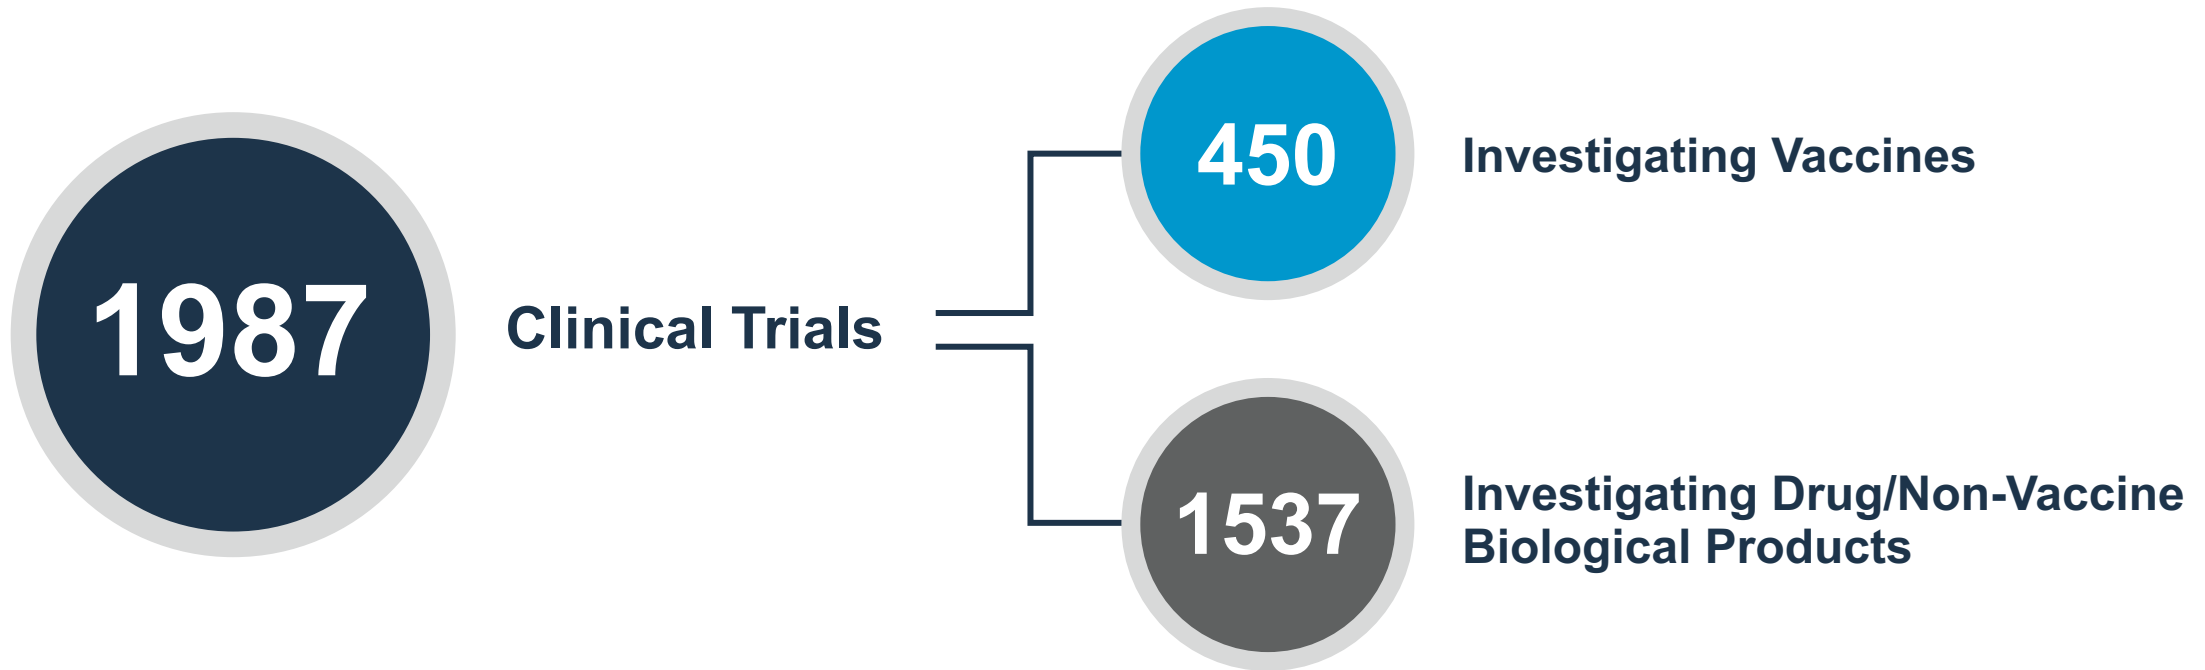 1987
Clinical Trials
450
Investigating Vaccines
1537
Investigating Drug/Non-Vaccine
Biological Products